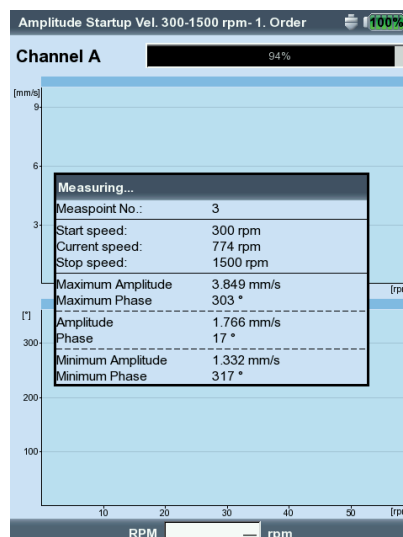 Amplitude Startup Vel. 300-1500 rpm- 1. Order 100%
Channel A 94%
[mm/s]
9
6
Measuring...
Measpoint No.: 3
3
Start speed: 300 rpm
Current speed: 774 rpm
Stop speed: 1500 rpm
Maximum Amplitude 3.849 mm/s
Maximum Phase 303 °
[°]
Amplitude 1.766 mm/s
Phase 17 °
300
Minimum Amplitude 1.332 mm/s
Minimum Phase 317 °
200
100
10 20 30 40 50
RPM — rpm